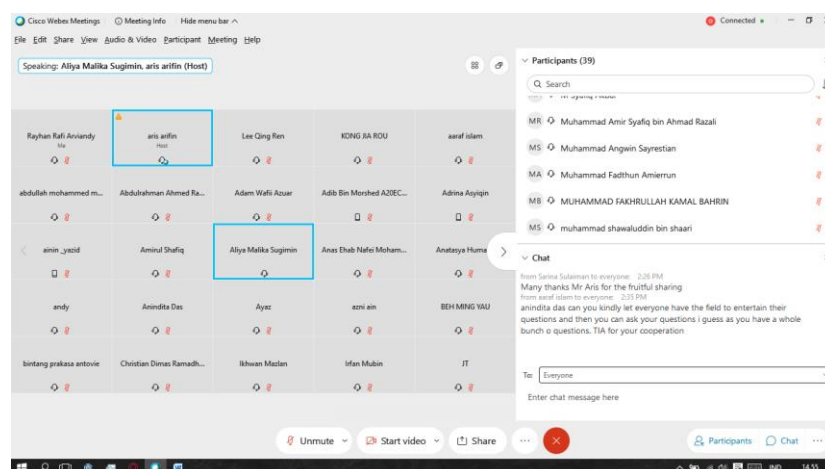 Cisco Webex Meetings Meeting Info Hide menu bar
Connected
File Edit Share View Audio & Video Participant Meeting Help
Speaking: Aliya Malika Sugimin, aris arifin (Host)
Rayhan Rafi Arviandy
Me
aris arifin
Host
Lee Qing Ren
KONG JIA ROU
aaraf islam
abdullah mohammed m...
Abdulrahman Ahmed Ra...
Adam Wafii Azuar
Adib Bin Morshed A20EC...
Adrina Asyiqin
ainin _yazid
Amirul Shafiq
Aliya Malika Sugimin
Anas Ehab Nafei Moham...
Anatasya Huma
andy
Anindita Das
Ayaz
azni ain
BEH MING YAU
bintang prakasa antovie
Christian Dimas Ramadh...
Ikhwan Mazlan
Irfan Mubin
JT
Participants (39)
Search
MR Muhammad Amir Syafiq bin Ahmad Razali
MS Muhammad Angwin Sayrestian
MA Muhammad Fadthun Amierrun
MB MUHAMMAD FAKHRULLAH KAMAL BAHRIN
MS muhammad shawaluddin bin shaari
Chat
from Sarina Sulaiman to everyone: 2:26 PM
Many thanks Mr Aris for the fruitful sharing
from aaraf islam to everyone: 2:35 PM
anindita das can you kindly let everyone have the field to entertain their
questions and then you can ask your questions i guess as you have a whole
bunch o questions. TIA for your cooperation
To: Everyone
Enter chat message here
Unmute Start video Share
Participants Chat
IND 14.55